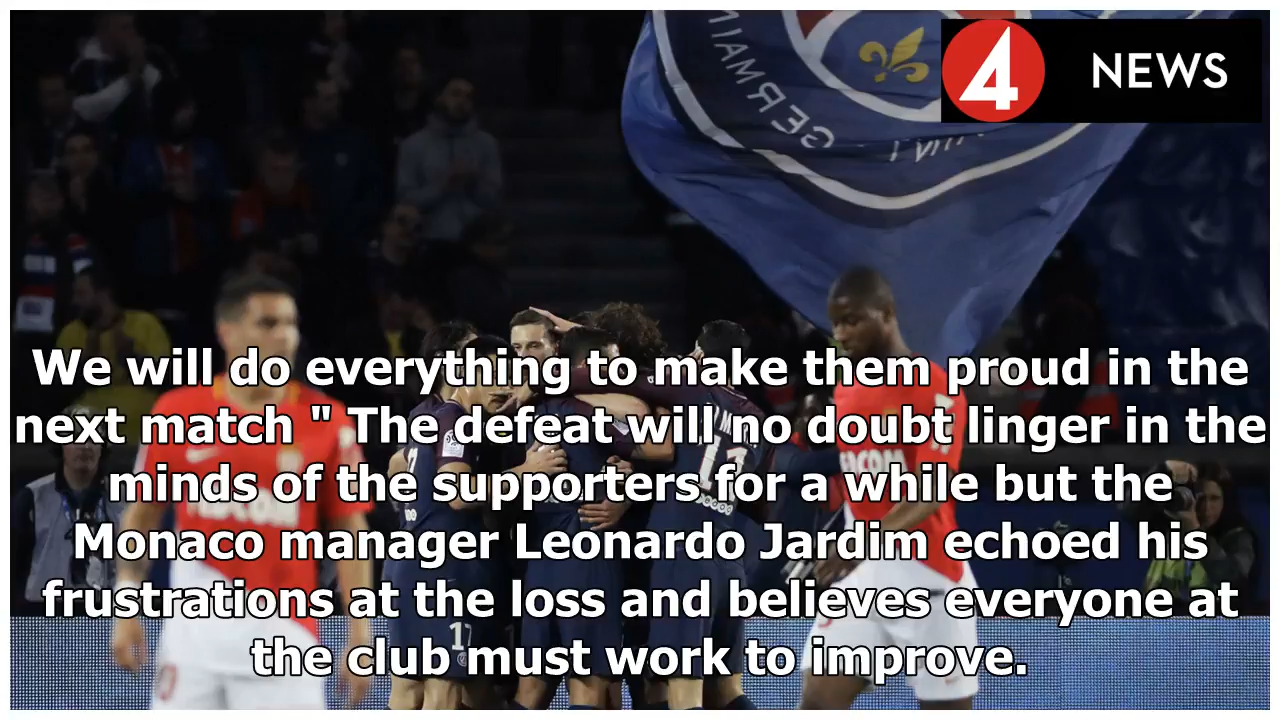 GERMAIN
4 NEWS
We will do everything to make them proud in the
next match " The defeat will no doubt linger in the
minds of the supporters for a while but the
Monaco manager Leonardo Jardim echoed his
frustrations at the loss and believes everyone at
the club must work to improve.
17